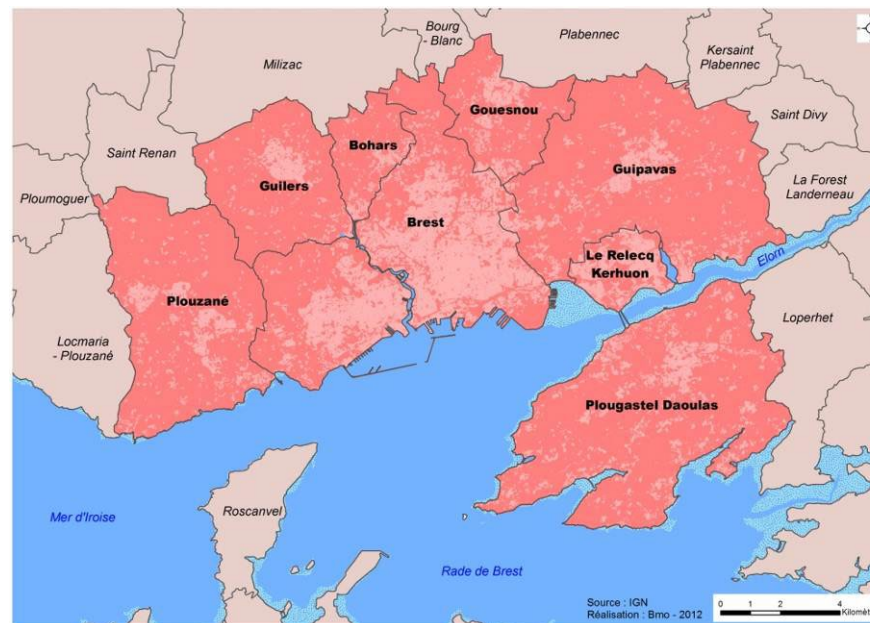 Bourg
- Blanc
Plabennec
Milizac
Kersaint
Plabennec
Gouesnou
Saint Divy
Bohars
Saint Renan
Guipavas
Guilers
La Forest
Landerneau
Ploumoguer
Brest
Le Relecq
Kerhuon
Elorn
Plouzané
Loperhet
Locmaria
- Plouzané
Plougastel Daoulas
Roscanvel
Mer d'Iroise
Rade de Brest
Source : IGN
Réalisation : Bmo - 2012
0 1 2 4
Kilomèt